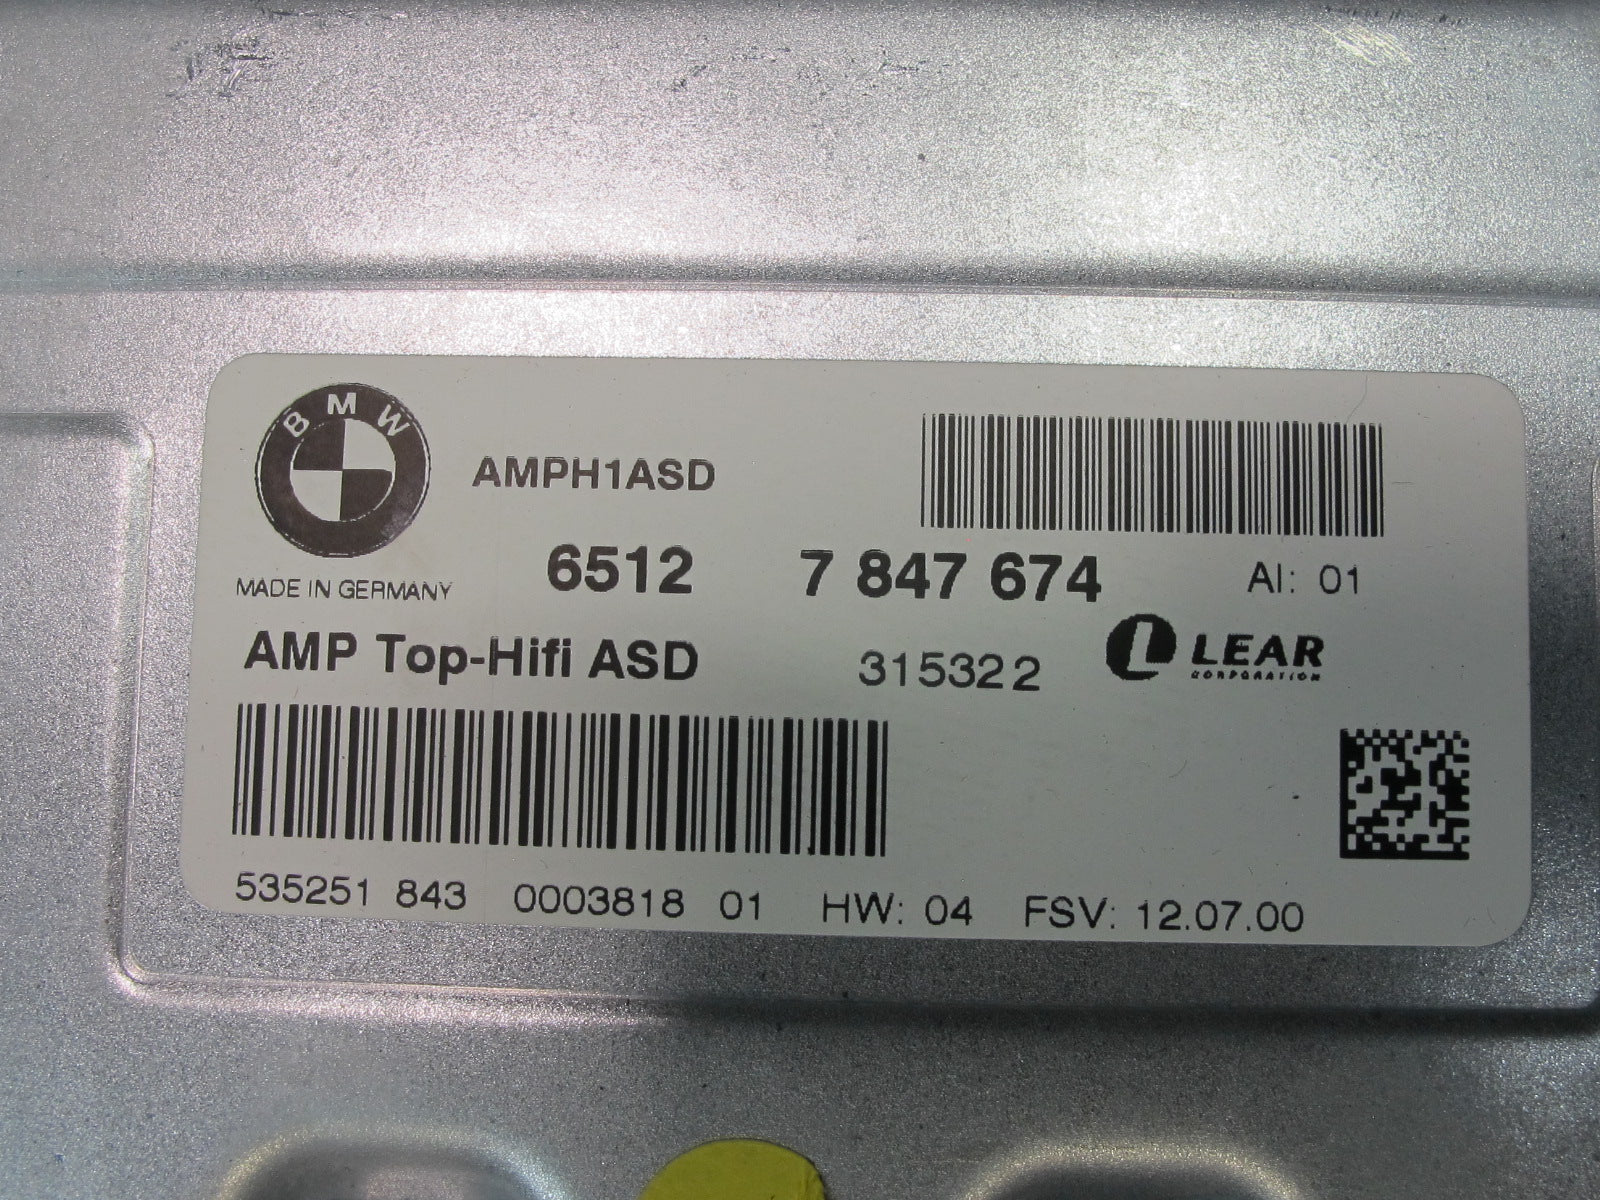 BMW
AMPH1ASD
MADE IN GERMANY
6512 7 847 674 AI: 01
AMP Top-Hifi ASD 315322 LEAR
CORPORATION
535251 843 0003818 01 HW: 04 FSV: 12.07.00